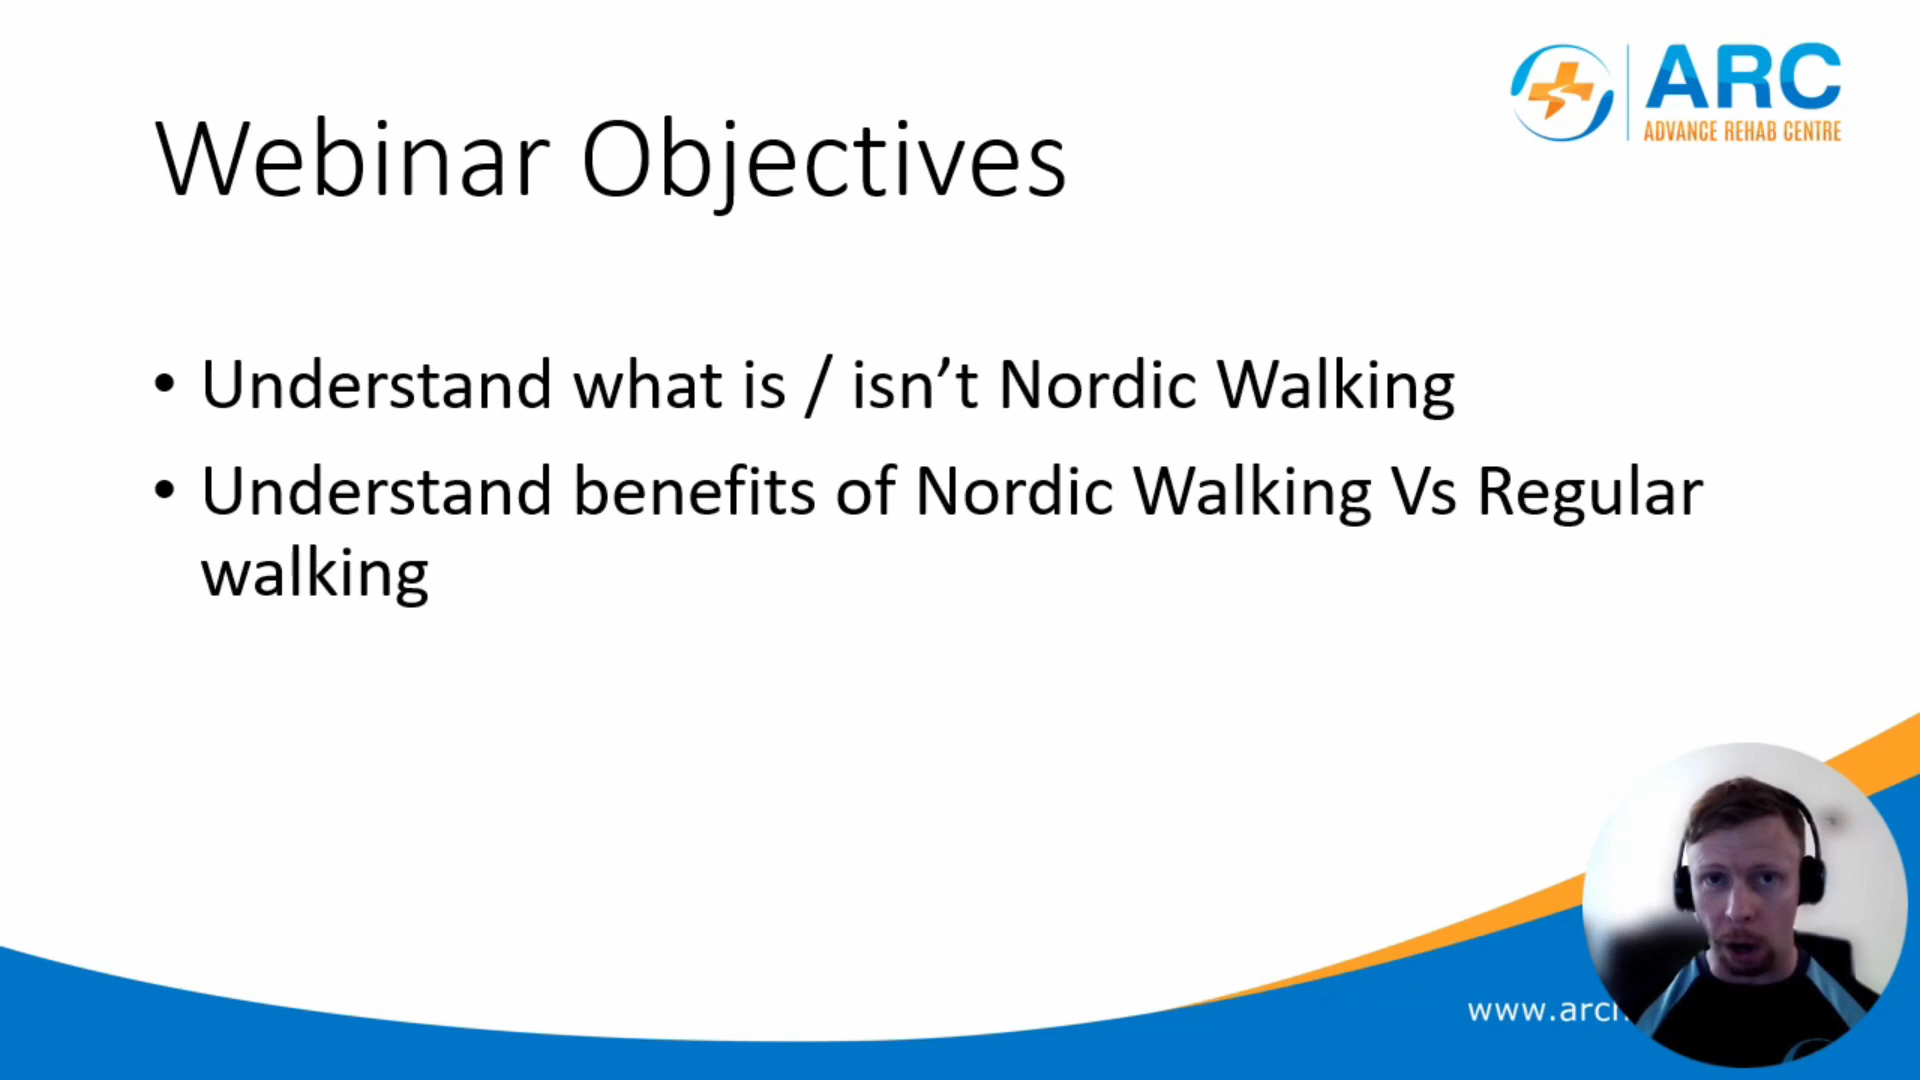 ARC
ADVANCE REHAB CENTRE
Webinar Objectives
• Understand what is / isn’t Nordic Walking
• Understand benefits of Nordic Walking Vs Regular
walking